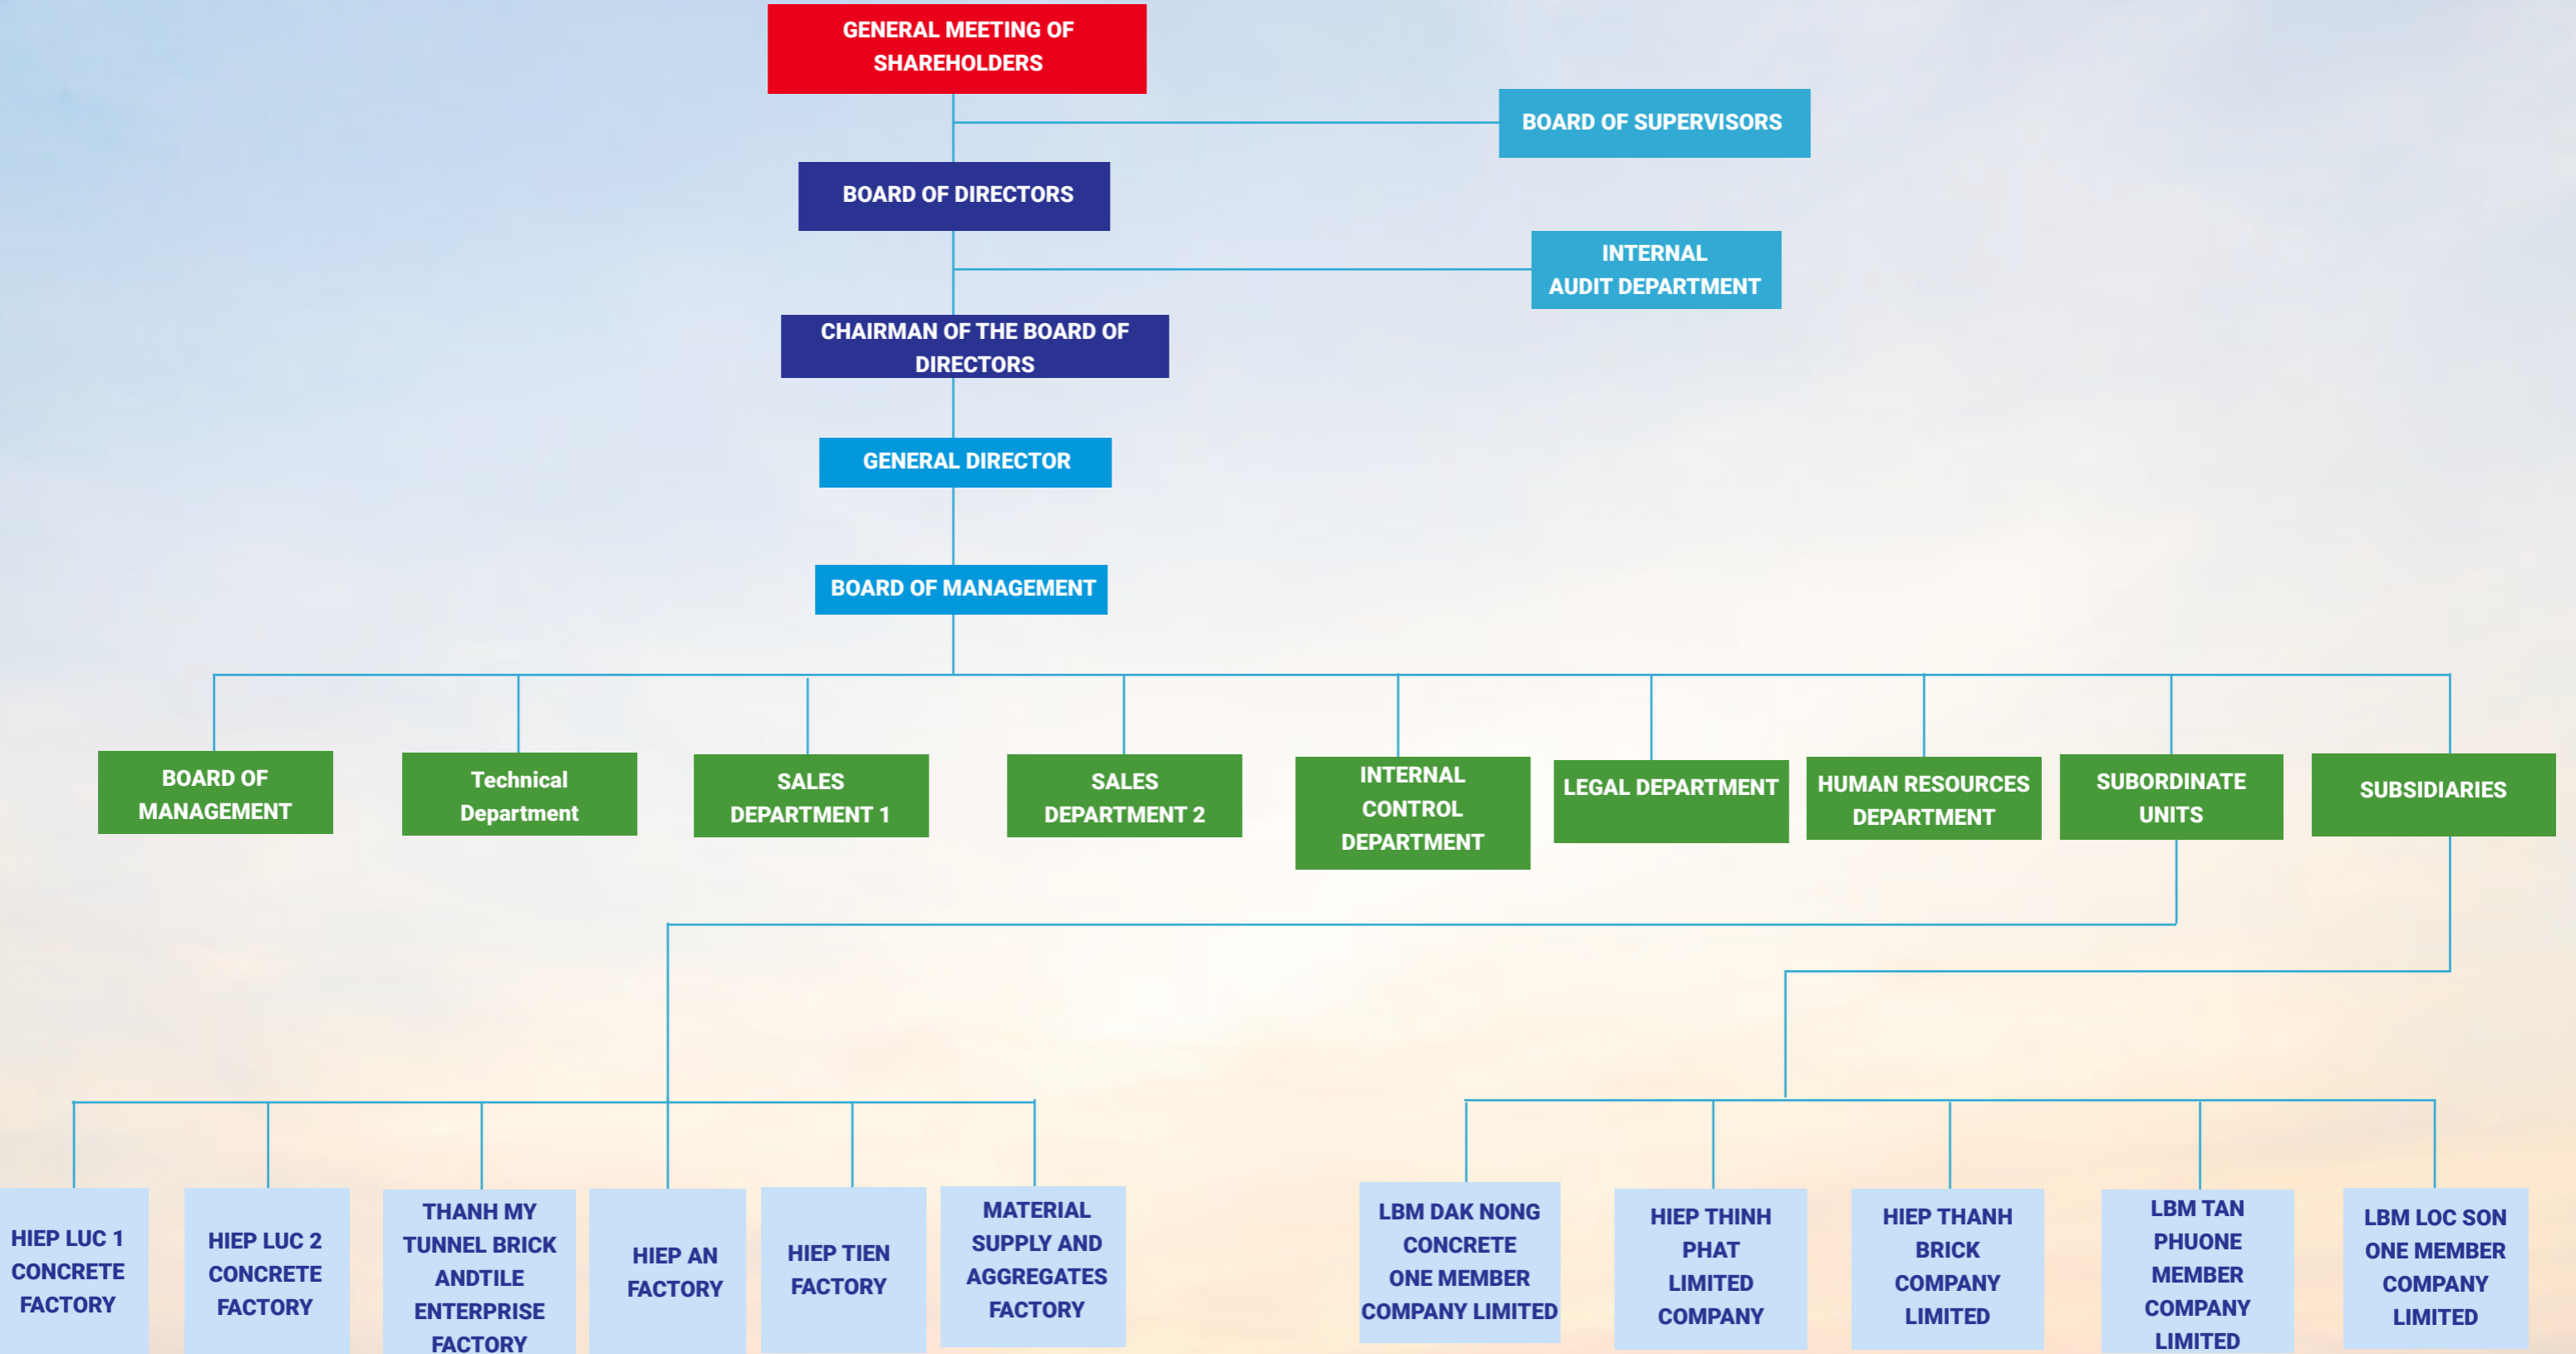 GENERAL MEETING OF
SHAREHOLDERS
BOARD OF SUPERVISORS
BOARD OF DIRECTORS
INTERNAL
AUDIT DEPARTMENT
CHAIRMAN OF THE BOARD OF
DIRECTORS
GENERAL DIRECTOR
BOARD OF MANAGEMENT
BOARD OF
MANAGEMENT
Technical
Department
SALES
DEPARTMENT 1
SALES
DEPARTMENT 2
INTERNAL
CONTROL
DEPARTMENT
LEGAL DEPARTMENT
HUMAN RESOURCES
DEPARTMENT
SUBORDINATE
UNITS
SUBSIDIARIES
HIEP LUC 1
CONCRETE
FACTORY
HIEP LUC 2
CONCRETE
FACTORY
THANH MY
TUNNEL BRICK
ANDTILE
ENTERPRISE
FACTORY
HIEP AN
FACTORY
HIEP TIEN
FACTORY
MATERIAL
SUPPLY AND
AGGREGATES
FACTORY
LBM DAK NONG
CONCRETE
ONE MEMBER
COMPANY LIMITED
HIEP THINH
PHAT
LIMITED
COMPANY
HIEP THANH
BRICK
COMPANY
LIMITED
LBM TAN
PHUONE
MEMBER
COMPANY
LIMITED
LBM LOC SON
ONE MEMBER
COMPANY
LIMITED